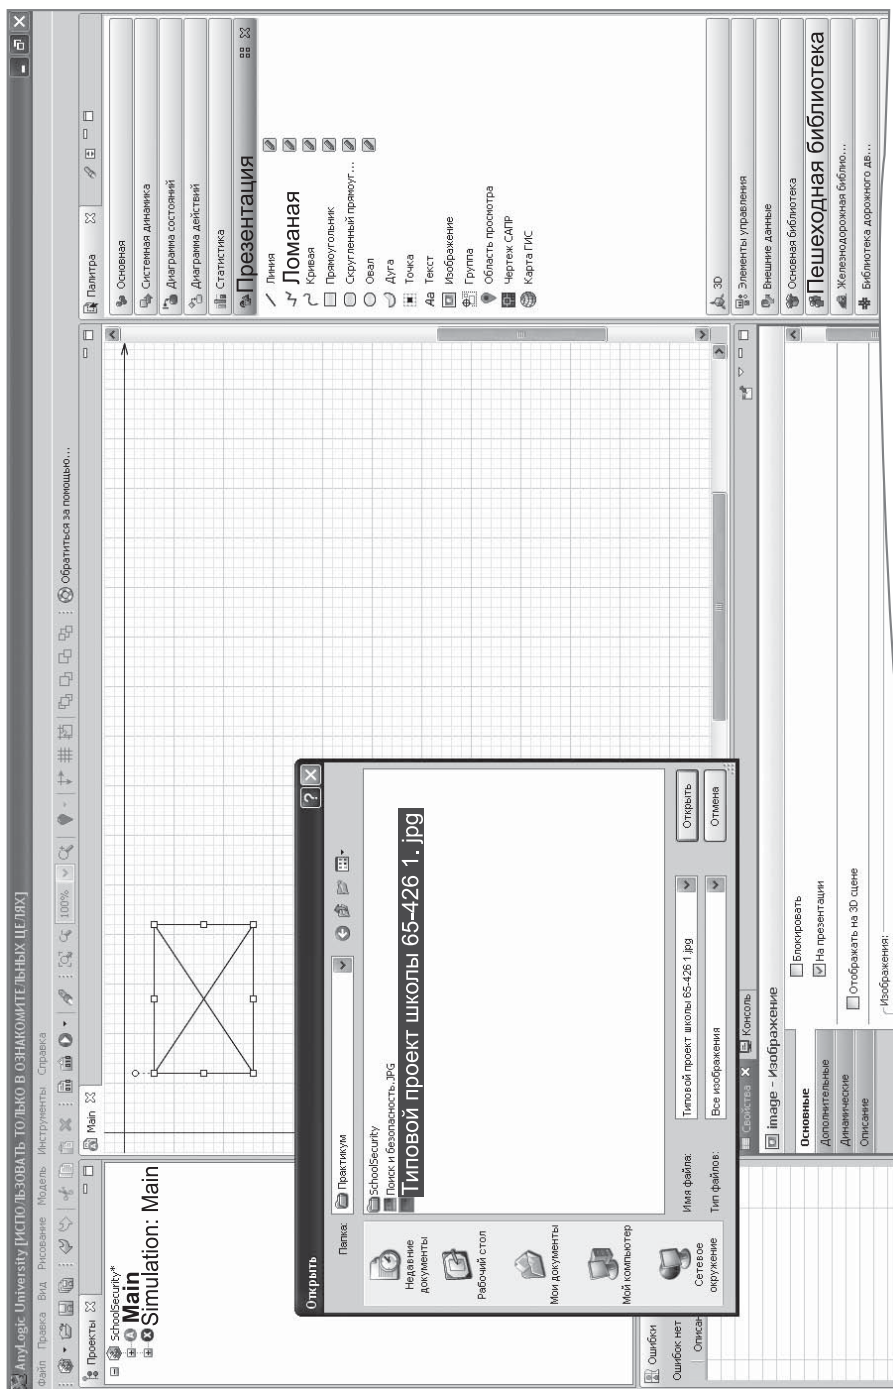 AnyLogic University [ИСПОЛЬЗОВАТЬ ТОЛЬКО В ОЗНАКОМИТЕЛЬНЫХ ЦЕЛЯХ]
Файл Правка Вид Рисование Модель Инструменты Справка
100%
Обратиться за помощью...
Проекты
SchoolSecurity*
Main
Simulation: Main
Main
Открыть
Папка:
Практикум
SchoolSecurity
Поиск и безопасность.JPG
Типовой проект школы 65-426 1. jpg
Недавние документы
Рабочий стол
Мои документы
Мой компьютер
Сетевое окружение
Имя файла:
Типовой проект школы 65-426 1.jpg
Открыть
Тип файлов:
Все изображения
Отмена
Ошибки
Ошибок нет
Описан
Свойства
Консоль
image - Изображение
Основные
Дополнительные
Динамические
Описание
Блокировать
На презентации
Отображать на 3D сцене
Изображения:
Палитра
Основная
Системная динамика
Диаграмма состояний
Диаграмма действий
Статистика
Презентация
Линия
Ломаная
Кривая
Прямоугольник
Скругленный прямоуг...
Овал
Дуга
Точка
Aa Текст
Изображение
Группа
Область просмотра
Чертеж САПР
Карта ГИС
3D
Элементы управления
Внешние данные
Основная библиотека
Пешеходная библиотека
Железнодорожная библио...
Библиотека дорожного дв...